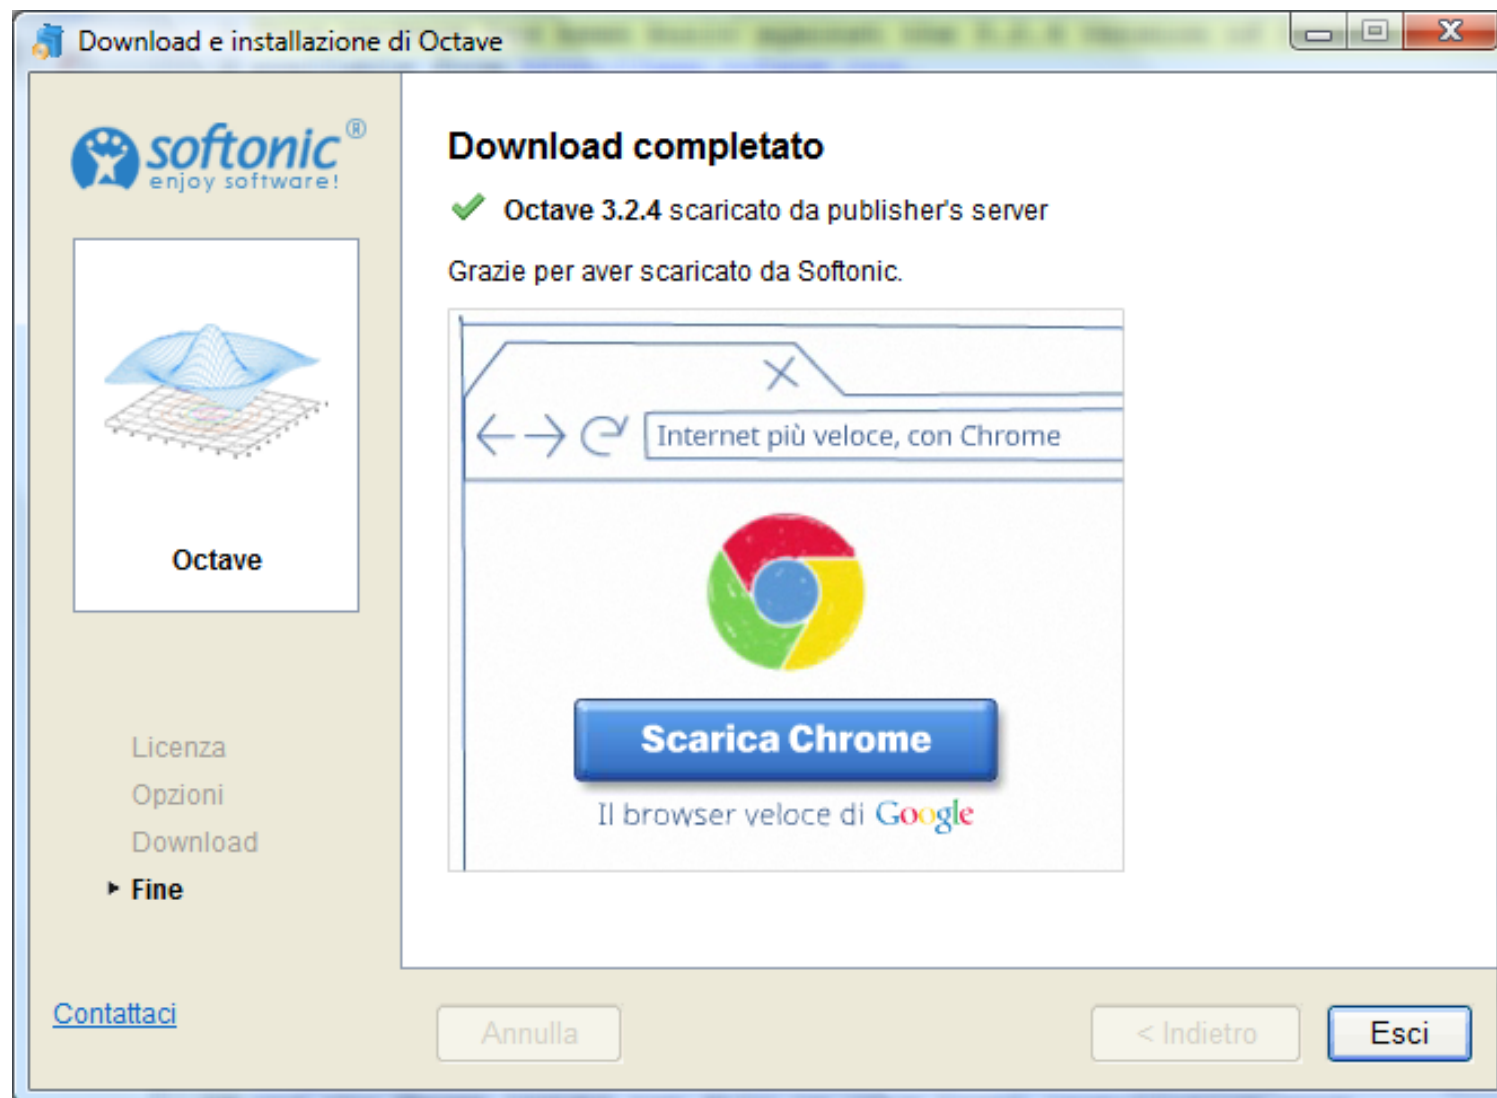 Download e installazione di Octave
softonic®
enjoy software!
Octave
Licenza
Opzioni
Download
Fine
Contattaci
Download completato
Octave 3.2.4 scaricato da publisher's server
Grazie per aver scaricato da Softonic.
Internet più veloce, con Chrome
Scarica Chrome
Il browser veloce di Google
Annulla
< Indietro
Esci